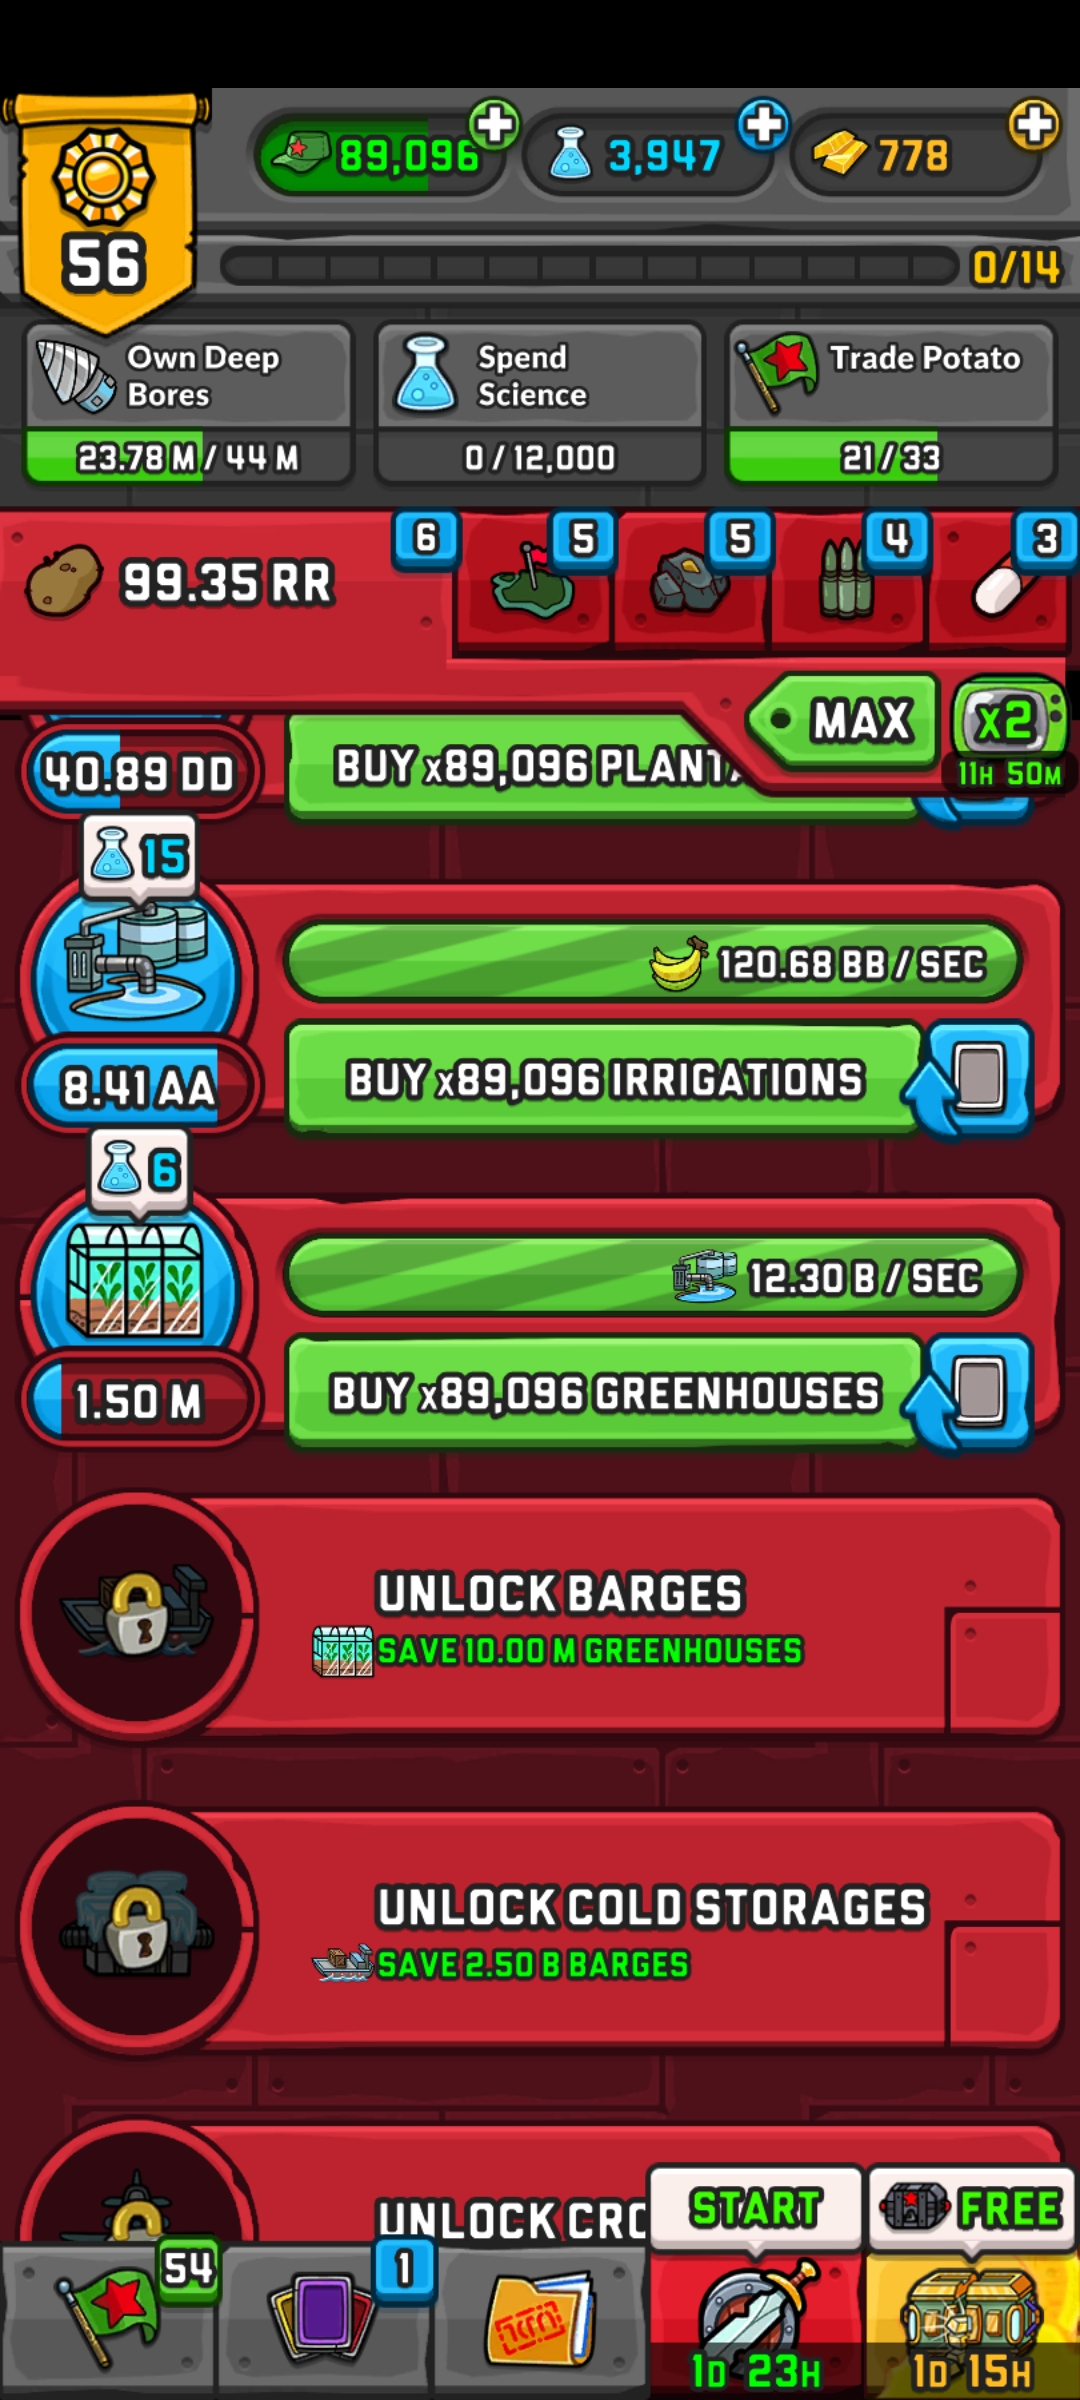 89,096
3,947
778
56
0/14
Own Deep
Bores
23.78 M / 44 M
Spend
Science
0 / 12,000
Trade Potato
21 / 33
99.35 RR
6
5
5
4
3
MAX
x2
11H 50M
40.89 DD
BUY x89,096 PLANT
15
120.68 BB / SEC
8.41 AA
BUY x89,096 IRRIGATIONS
6
12.30 B / SEC
1.50 M
BUY x89,096 GREENHOUSES
UNLOCK BARGES
SAVE 10.00 M GREENHOUSES
UNLOCK COLD STORAGES
SAVE 2.50 B BARGES
UNLOCK CRO
START
FREE
54
1
1D 23H
1D 15H